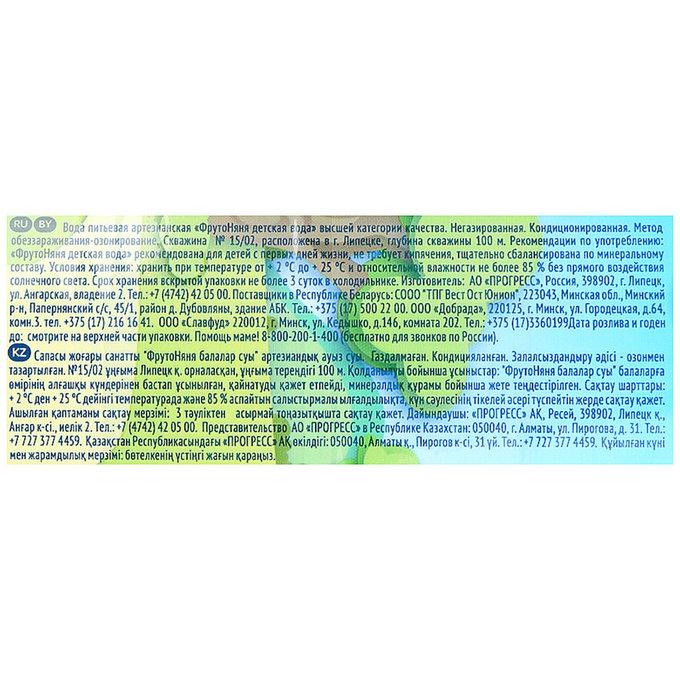 RU BY Вода питьевая артезианская «ФрутоНяня детская вода» высшей категории качества. Негазированная. Кондиционированная. Метод
обеззараживания-озонирование. Скважина № 15/02, расположена в г. Липецке, глубина скважины 100 м. Рекомендации по употреблению:
«ФрутоНяня детская вода» рекомендована для детей с первых дней жизни, не требует кипячения, тщательно сбалансирована по минеральному
составу. Условия хранения: хранить при температуре от + 2 °C до + 25 °C и относительной влажности не более 85 % без прямого воздействия
солнечного света. Срок хранения вскрытой упаковки не более 3 суток в холодильнике. Изготовитель: АО «ПРОГРЕСС», Россия, 398902, г. Липецк,
ул. Ангарская, владение 2. Тел.:+7 (4742) 42 05 00. Поставщики в Республику Беларусь: СООО "ТПГ Вест Ост Юнион", 223043, Минская обл., Минский
р-н, Папернянский с/с, 45/1, район д. Дубовляны, здание АБК. Тел.: +375 (17) 500 22 00. ООО «Добрада», 220125, г. Минск, ул. Городецкая, д.64,
комн.3. тел. +375 (17) 216 16 41. ООО «Славфуд» 220012, г. Минск, ул. Кедышко, д.14б, комната 202. Тел.: +375 (17)3360199Дата розлива и годен
до: смотрите на верхней части упаковки. Помощь маме! 8-800-200-1-400 (бесплатно для звонков по России).
KZ Сапасы жоғары санатты "ФрутоНяня балалар суы" артезиандық ауыз суы. Газдалмаған. Кондицияланған. Залалсыздандыру әдісі - озонмен
тазартылған. №15/02 ұңғыма Липецк қ. орналасқан, ұңғыма тереңдігі 100 м. Қолдану бойынша ұсыныстар: "ФрутоНяня балалар суы" балаларға
өмірінің алғашқы күндерінен бастап ұсынылған, қайнатуды қажет етпейді, минералдық құрамы бойынша жете теңдестірілген. Сақтау шарттары:
+ 2 °C ден + 25 °C дейінгі температурада және 85 % аспайтын салыстырмалы ылғалдылықта, күн сәулесінің тікелей әсері түспейтін жерде сақтау қажет.
Ашылған қаптаманы сақтау мерзімі: 3 тәуліктен асырмай тоңазытқышта сақтау қажет. Дайындаушы: «ПРОГРЕСС» АҚ, Ресей, 398902, Липецк қ.,
Ангар к-сі, иелік 2. Тел.: +7 (4742) 42 05 00. Представительство АО «ПРОГРЕСС» в Республике Казахстан: 050040, г. Алматы, ул. Пирогова, д. 31. Тел.:
+7 727 377 4459. Қазақстан Республикасындағы «ПРОГРЕСС» АҚ өкілдігі: 050040, Алматы қ., Пирогов к-сі, 31 үй. Тел.: +7 727 377 4459. Құйылған күні
мен жарамдылық мерзімі: бөтелкенің үстіңгі жағын қараңыз.